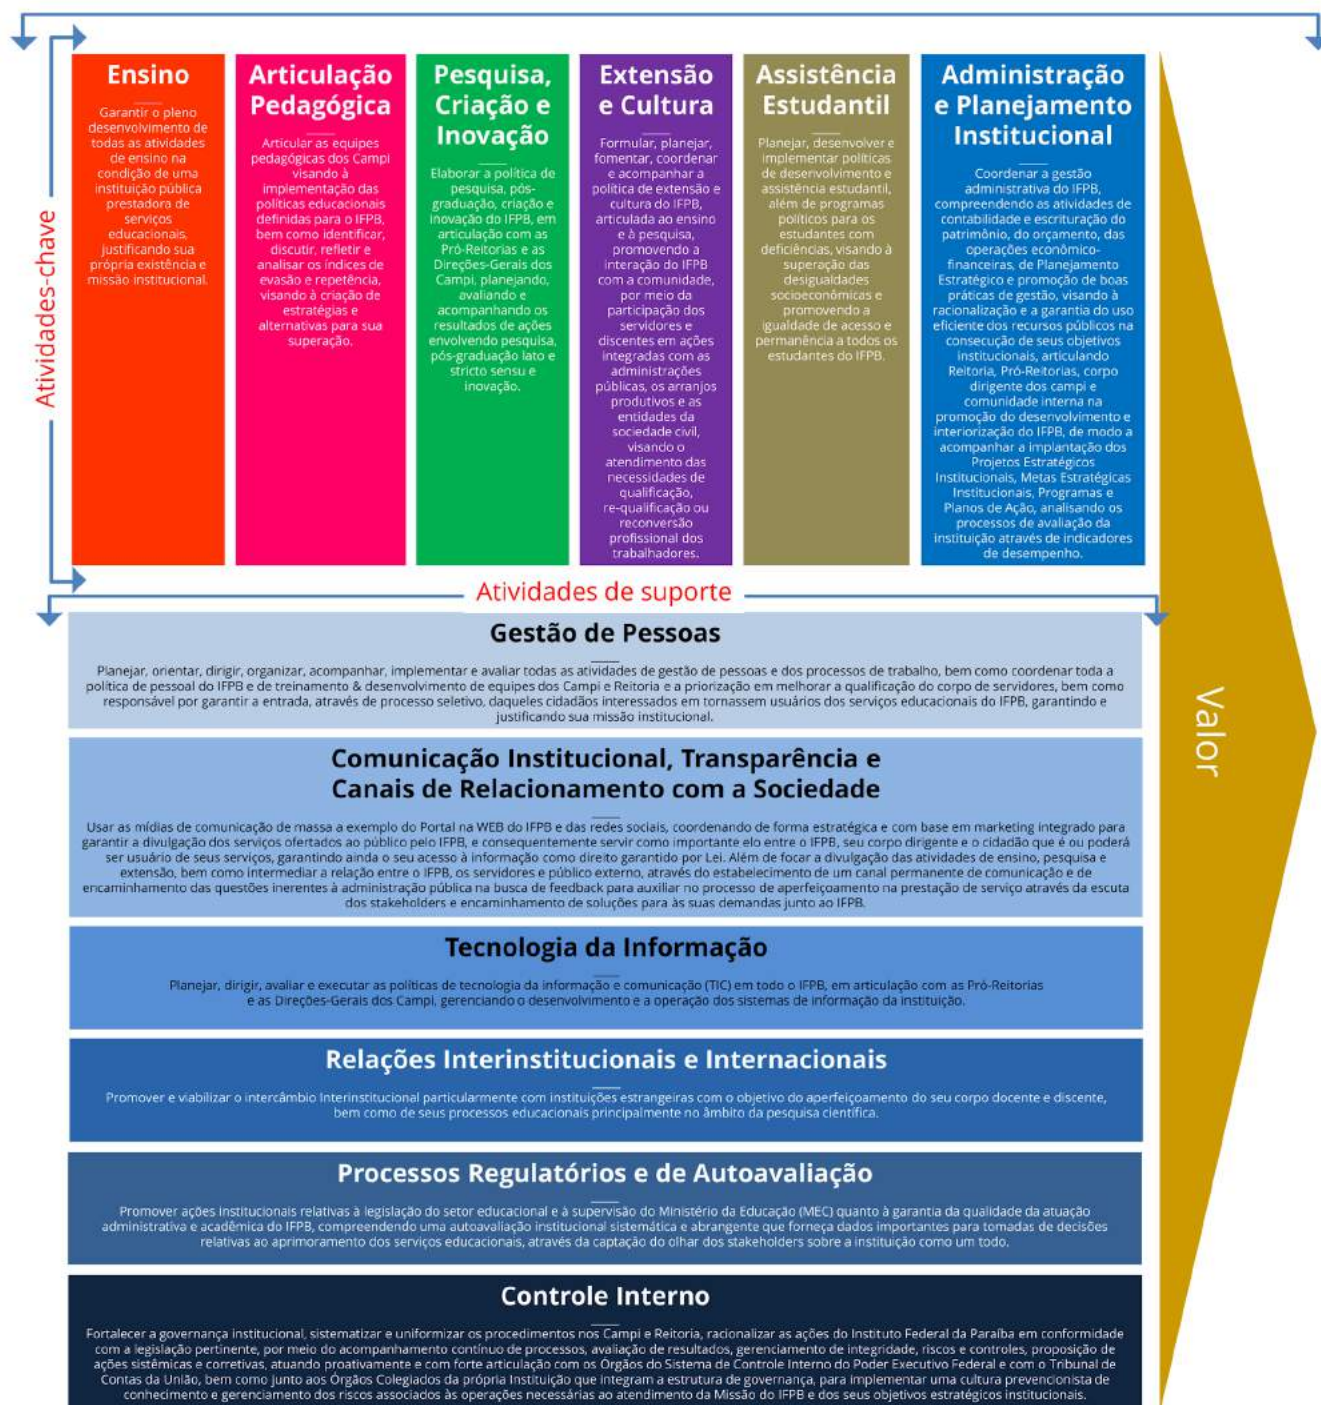 Atividades-chave
Ensino
Garantir o pleno
desenvolvimento de
todas as atividades
de ensino na
condição de uma
instituição pública
prestadora de
serviços
educacionais,
justificando sua
própria existência e
missão institucional.
Articulação
Pedagógica
Articular as equipes
pedagógicas dos Campi
visando à
implementação das
políticas educacionais
definidas para o IFPB,
bem como identificar,
discutir, refletir e
analisar os índices de
evasão e repetência,
visando à criação de
estratégias e
alternativas para sua
superação.
Pesquisa,
Criação e
Inovação
Elaborar a política de
pesquisa, pós-
graduação, criação e
inovação do IFPB, em
articulação com as
Pró-Reitorias e as
Direções-Gerais dos
Campi, planejando,
avaliando e
acompanhando os
resultados de ações
envolvendo pesquisa,
pós-graduação lato e
stricto sensu e
inovação.
Extensão
e Cultura
Formular, planejar,
fomentar, coordenar
e acompanhar a
política de extensão e
cultura do IFPB,
articulada ao ensino
e à pesquisa,
promovendo a
interação do IFPB
com a comunidade,
por meio da
participação dos
servidores e
discentes em ações
integradas com as
administrações
públicas, os arranjos
produtivos e as
entidades da
sociedade civil,
visando o
atendimento das
necessidades de
qualificação,
re-qualificação ou
reconversão
profissional dos
trabalhadores.
Assistência
Estudantil
Planejar, desenvolver e
implementar políticas
de desenvolvimento e
assistência estudantil,
além de programas
políticos para os
estudantes com
deficiências, visando à
superação das
desigualdades
socioeconômicas e
promovendo a
igualdade de acesso e
permanência a todos os
estudantes do IFPB.
Administração
e Planejamento
Institucional
Coordenar a gestão
administrativa do IFPB,
compreendendo as atividades de
contabilidade e escrituração do
patrimônio, do orçamento, das
operações econômico-
financeiras, de Planejamento
Estratégico e promoção de boas
práticas de gestão, visando à
racionalização e a garantia do uso
eficiente dos recursos públicos na
consecução de seus objetivos
institucionais, articulando
Reitoria, Pró-Reitorias, corpo
dirigente dos campi e
comunidade interna na
promoção do desenvolvimento e
interiorização do IFPB, de modo a
acompanhar a implantação dos
Projetos Estratégicos
Institucionais, Metas Estratégicas
Institucionais, Programas e
Planos de Ação, analisando os
processos de avaliação da
instituição através de indicadores
de desempenho.
Atividades de suporte
Gestão de Pessoas
Planejar, orientar, dirigir, organizar, acompanhar, implementar e avaliar todas as atividades de gestão de pessoas e dos processos de trabalho, bem como coordenar toda a
política de pessoal do IFPB e de treinamento & desenvolvimento de equipes dos Campi e Reitoria e a priorização em melhorar a qualificação do corpo de servidores, bem como
responsável por garantir a entrada, através de processo seletivo, daqueles cidadãos interessados em tornassem usuários dos serviços educacionais do IFPB, garantindo e
justificando sua missão institucional.
Comunicação Institucional, Transparência e
Canais de Relacionamento com a Sociedade
Usar as mídias de comunicação de massa a exemplo do Portal na WEB do IFPB e das redes sociais, coordenando de forma estratégica e com base em marketing integrado para
garantir a divulgação dos serviços ofertados ao público pelo IFPB, e consequentemente servir como importante elo entre o IFPB, seu corpo dirigente e o cidadão que é ou poderá
ser usuário de seus serviços, garantindo ainda o seu acesso à informação como direito garantido por Lei. Além de focar a divulgação das atividades de ensino, pesquisa e
extensão, bem como intermediar a relação entre o IFPB, os servidores e público externo, através do estabelecimento de um canal permanente de comunicação e de
encaminhamento das questões inerentes à administração pública na busca de feedback para auxiliar no processo de aperfeiçoamento na prestação de serviço através da escuta
dos stakeholders e encaminhamento de soluções para às suas demandas junto ao IFPB.
Tecnologia da Informação
Planejar, dirigir, avaliar e executar as políticas de tecnologia da informação e comunicação (TIC) em todo o IFPB, em articulação com as Pró-Reitorias
e as Direções-Gerais dos Campi, gerenciando o desenvolvimento e a operação dos sistemas de informação da instituição.
Relações Interinstitucionais e Internacionais
Promover e viabilizar o intercâmbio Interinstitucional particularmente com instituições estrangeiras com o objetivo do aperfeiçoamento do seu corpo docente e discente,
bem como de seus processos educacionais principalmente no âmbito da pesquisa científica.
Processos Regulatórios e de Autoavaliação
Promover ações institucionais relativas à legislação do setor educacional e à supervisão do Ministério da Educação (MEC) quanto à garantia da qualidade da atuação
administrativa e acadêmica do IFPB, compreendendo uma autoavaliação institucional sistemática e abrangente que forneça dados importantes para tomadas de decisões
relativas ao aprimoramento dos serviços educacionais, através da captação do olhar dos stakeholders sobre a instituição como um todo.
Controle Interno
Fortalecer a governança institucional, sistematizar e uniformizar os procedimentos nos Campi e Reitoria, racionalizar as ações do Instituto Federal da Paraíba em conformidade
com a legislação pertinente, por meio do acompanhamento contínuo de processos, avaliação de resultados, gerenciamento de integridade, riscos e controles, proposição de
ações sistêmicas e corretivas, atuando proativamente e com forte articulação com os Órgãos do Sistema de Controle Interno do Poder Executivo Federal e com o Tribunal de
Contas da União, bem como junto aos Órgãos Colegiados da própria Instituição que integram a estrutura de governança, para implementar uma cultura prevencionista de
conhecimento e gerenciamento dos riscos associados às operações necessárias ao atendimento da Missão do IFPB e dos seus objetivos estratégicos institucionais.
Valor